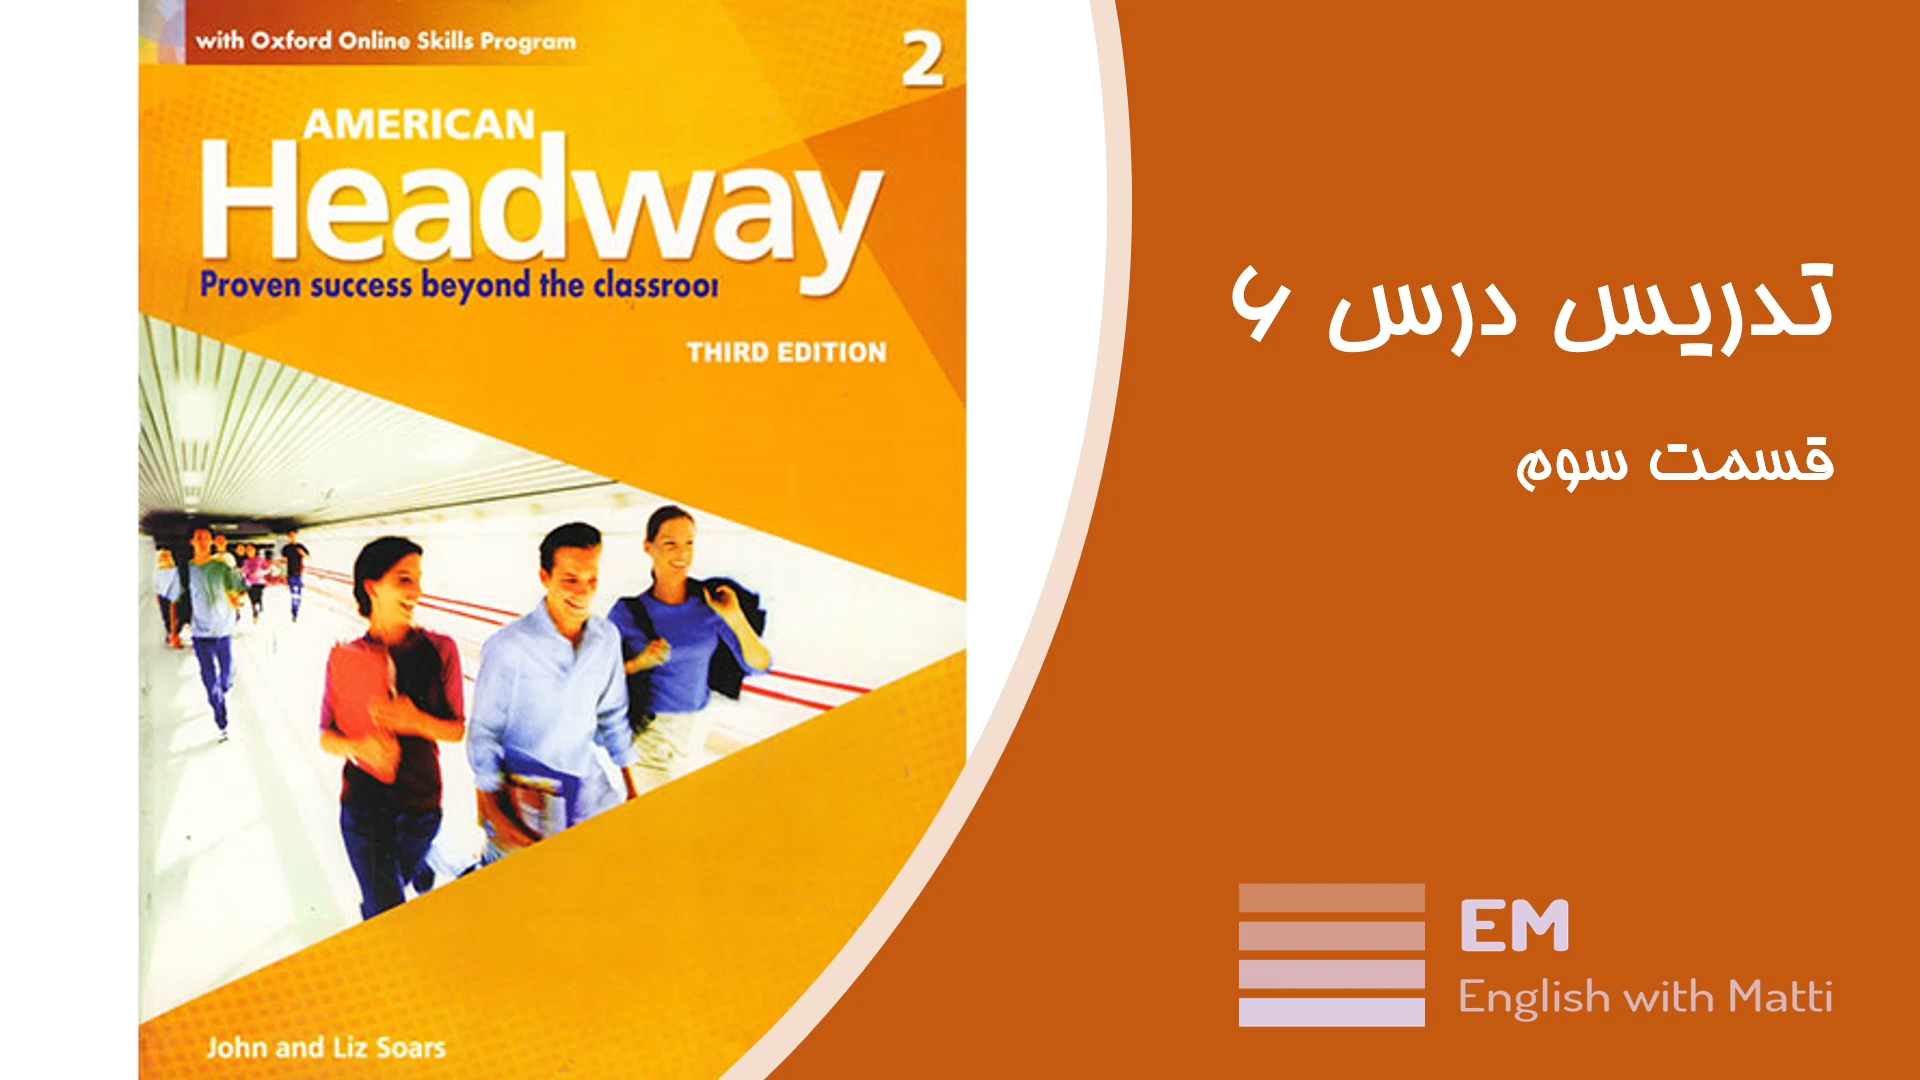 with Oxford Online Skills Program
2
AMERICAN
Headway
Proven success beyond the classroom
THIRD EDITION
John and Liz Soars
تدریس درس ۶
قسمت سوم
EM
English with Matti